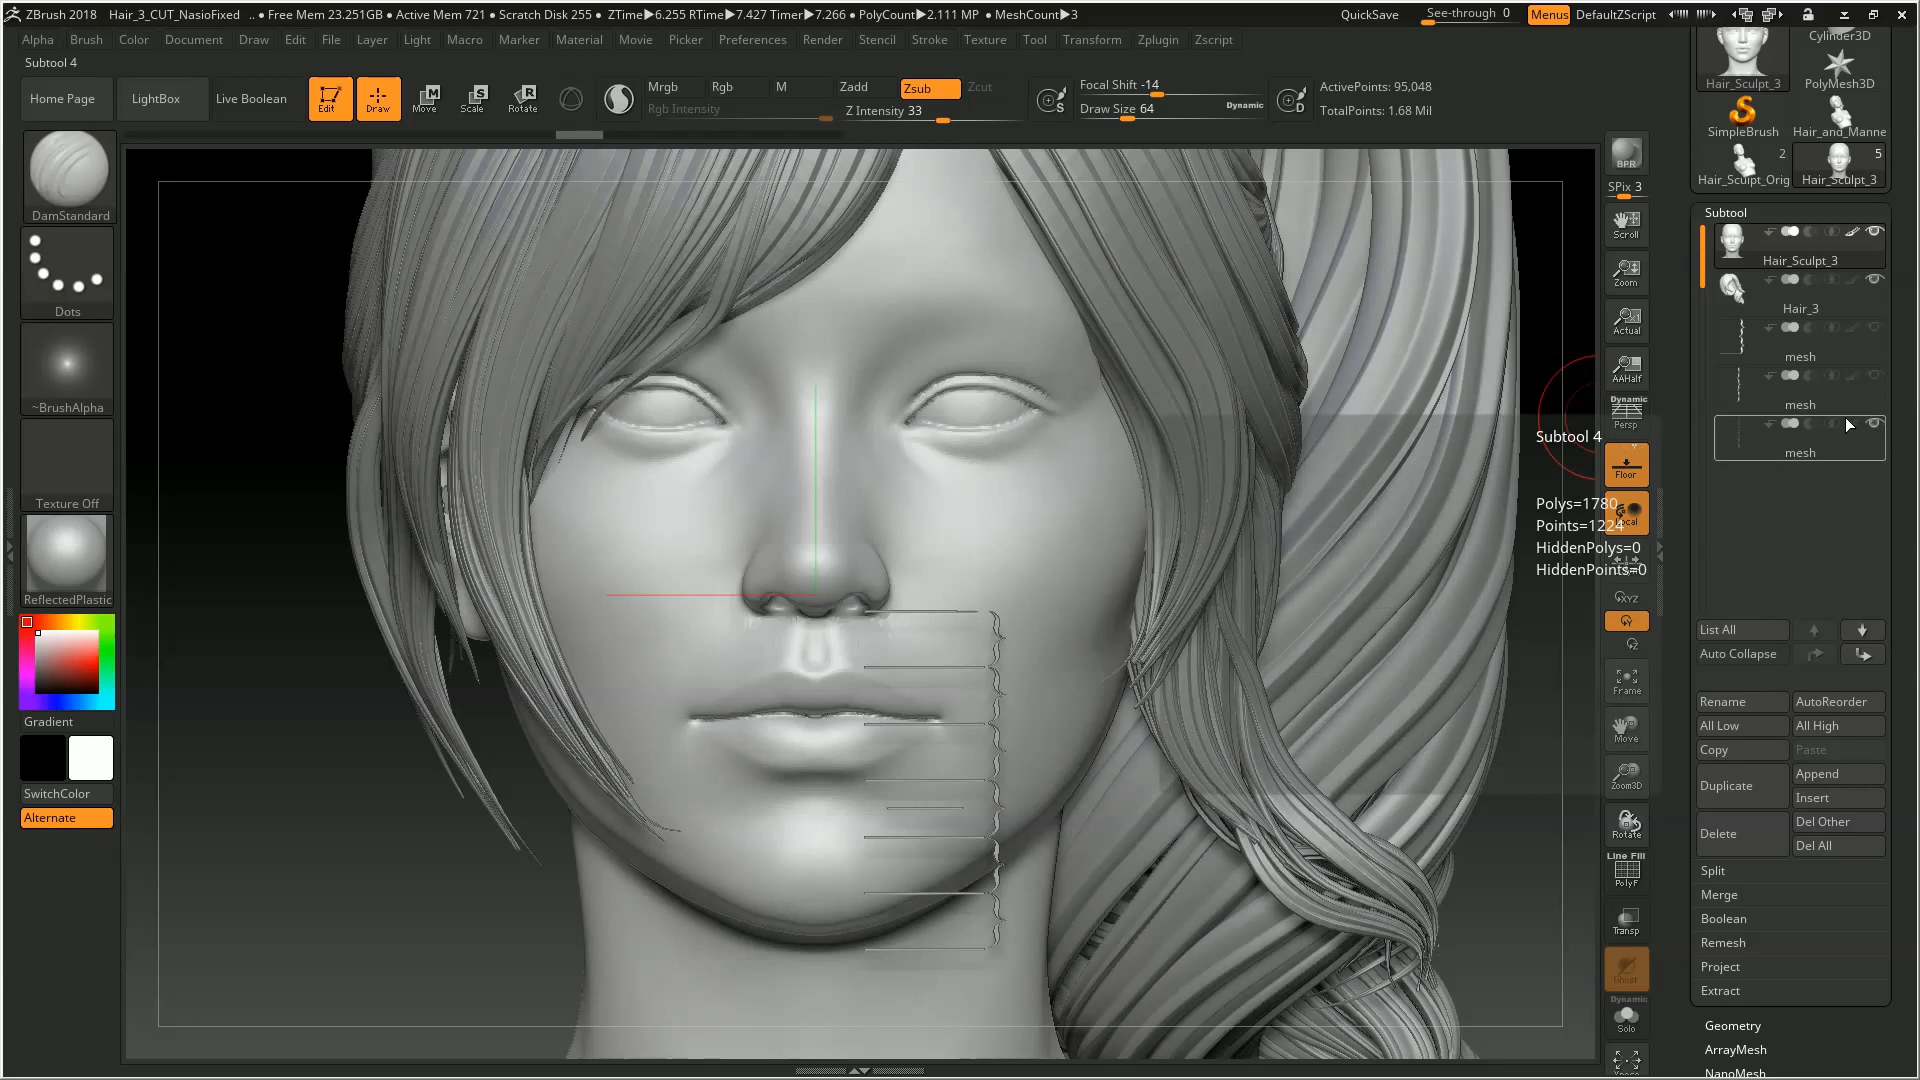 ZBrush 2018 Hair_3_CUT_NasioFixed .. • Free Mem 23.251GB • Active Mem 721 • Scratch Disk 255 • ZTime▶6.255 RTime▶7.427 Timer▶7.266 • PolyCount▶2.111 MP • MeshCount▶3 QuickSave See-through 0 Menus DefaultZScript
Alpha Brush Color Document Draw Edit File Layer Light Macro Marker Material Movie Picker Preferences Render Stencil Stroke Texture Tool Transform Zplugin Zscript
Subtool 4
Home Page LightBox Live Boolean Edit Draw Move Scale Rotate
Mrgb Rgb M Zadd Zsub Zcut
Rgb Intensity Z Intensity 33
Focal Shift -14
Draw Size 64 Dynamic
ActivePoints: 95,048
TotalPoints: 1.68 Mil
DamStandard
Dots
~BrushAlpha
Texture Off
ReflectedPlastic
Gradient
SwitchColor
Alternate
BPR
SPix 3
Scroll
Zoom
Actual
AAHalf
Dynamic
Persp
Floor
XYZ
Y
Z
Frame
Move
Zoom3D
Rotate
Line Fill
PolyF
Transp
Ghost
Dynamic
Solo
Xpose
Subtool 4
Polys=1780
Points=1224
HiddenPolys=0
HiddenPoints=0
Cylinder3D
Hair_Sculpt_3 PolyMesh3D
SimpleBrush Hair_and_Manne
2 5
Hair_Sculpt_Orig Hair_Sculpt_3
Subtool
Hair_Sculpt_3
Hair_3
mesh
mesh
mesh
List All
Auto Collapse
Rename AutoReorder
All Low All High
Copy Paste
Duplicate Append
Insert
Delete Del Other
Del All
Split
Merge
Boolean
Remesh
Project
Extract
Geometry
ArrayMesh
NanoMesh